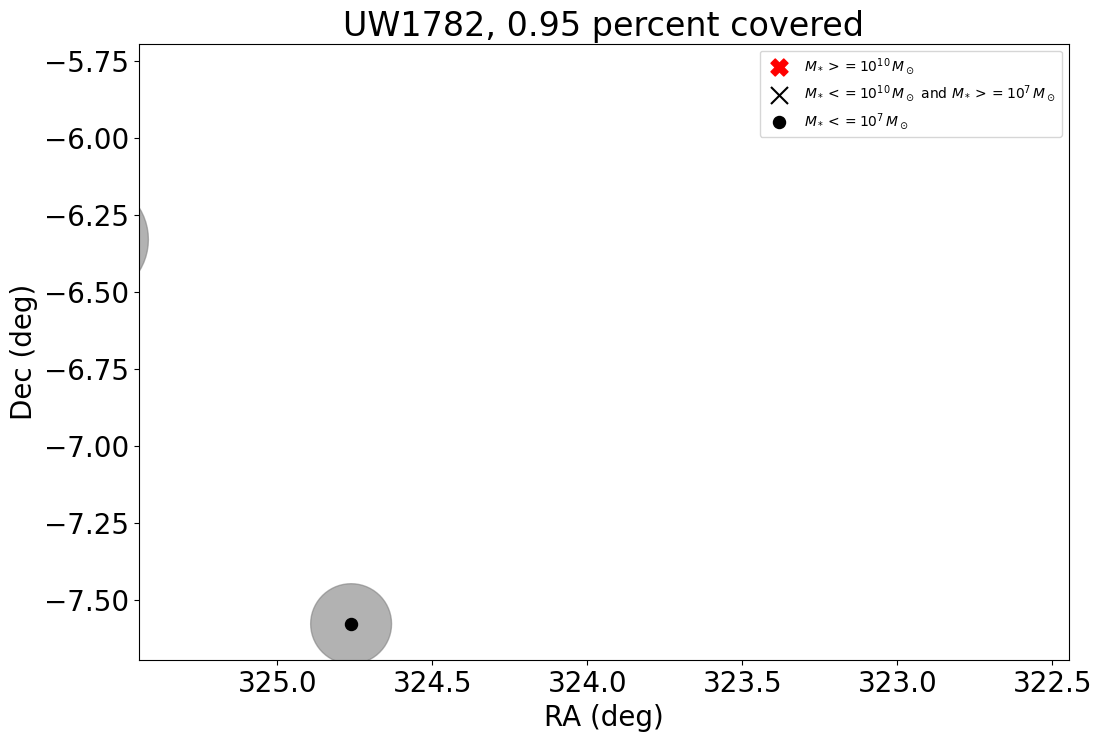 UW1782, 0.95 percent covered
M* >= 10^10 M⊙
M* <= 10^10 M⊙ and M* >= 10^7 M⊙
M* <= 10^7 M⊙
Dec (deg)
−5.75
−6.00
−6.25
−6.50
−6.75
−7.00
−7.25
−7.50
325.0 324.5 324.0 323.5 323.0 322.5
RA (deg)